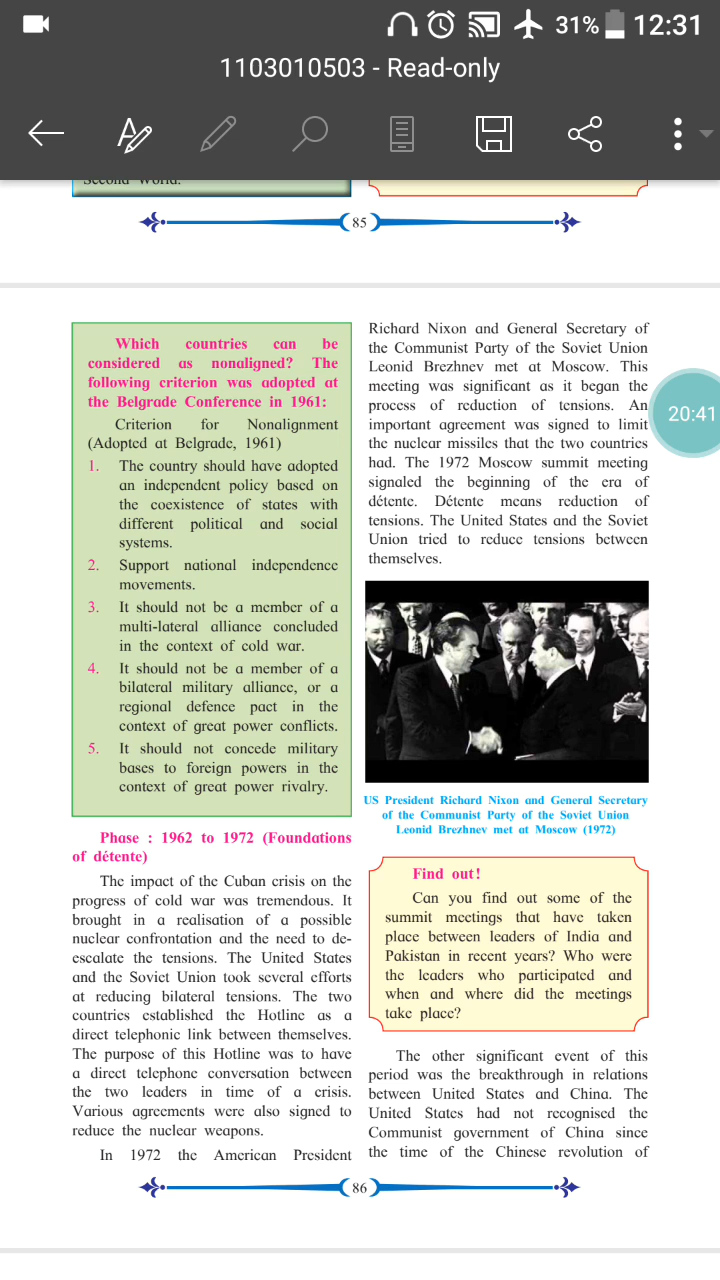 31% 12:31
1103010503 - Read-only
Second World.
85
Which countries can be
considered as nonaligned? The
following criterion was adopted at
the Belgrade Conference in 1961:
Criterion for Nonalignment
(Adopted at Belgrade, 1961)
1. The country should have adopted
an independent policy based on
the coexistence of states with
different political and social
systems.
2. Support national independence
movements.
3. It should not be a member of a
multi-lateral alliance concluded
in the context of cold war.
4. It should not be a member of a
bilateral military alliance, or a
regional defence pact in the
context of great power conflicts.
5. It should not concede military
bases to foreign powers in the
context of great power rivalry.
Phase : 1962 to 1972 (Foundations
of détente)
The impact of the Cuban crisis on the
progress of cold war was tremendous. It
brought in a realisation of a possible
nuclear confrontation and the need to de-
escalate the tensions. The United States
and the Soviet Union took several efforts
at reducing bilateral tensions. The two
countries established the Hotline as a
direct telephonic link between themselves.
The purpose of this Hotline was to have
a direct telephone conversation between
the two leaders in time of a crisis.
Various agreements were also signed to
reduce the nuclear weapons.
In 1972 the American President
Richard Nixon and General Secretary of
the Communist Party of the Soviet Union
Leonid Brezhnev met at Moscow. This
meeting was significant as it began the
process of reduction of tensions. An
important agreement was signed to limit
the nuclear missiles that the two countries
had. The 1972 Moscow summit meeting
signaled the beginning of the era of
détente. Détente means reduction of
tensions. The United States and the Soviet
Union tried to reduce tensions between
themselves.
20:41
US President Richard Nixon and General Secretary
of the Communist Party of the Soviet Union
Leonid Brezhnev met at Moscow (1972)
Find out!
Can you find out some of the
summit meetings that have taken
place between leaders of India and
Pakistan in recent years? Who were
the leaders who participated and
when and where did the meetings
take place?
The other significant event of this
period was the breakthrough in relations
between United States and China. The
United States had not recognised the
Communist government of China since
the time of the Chinese revolution of
86